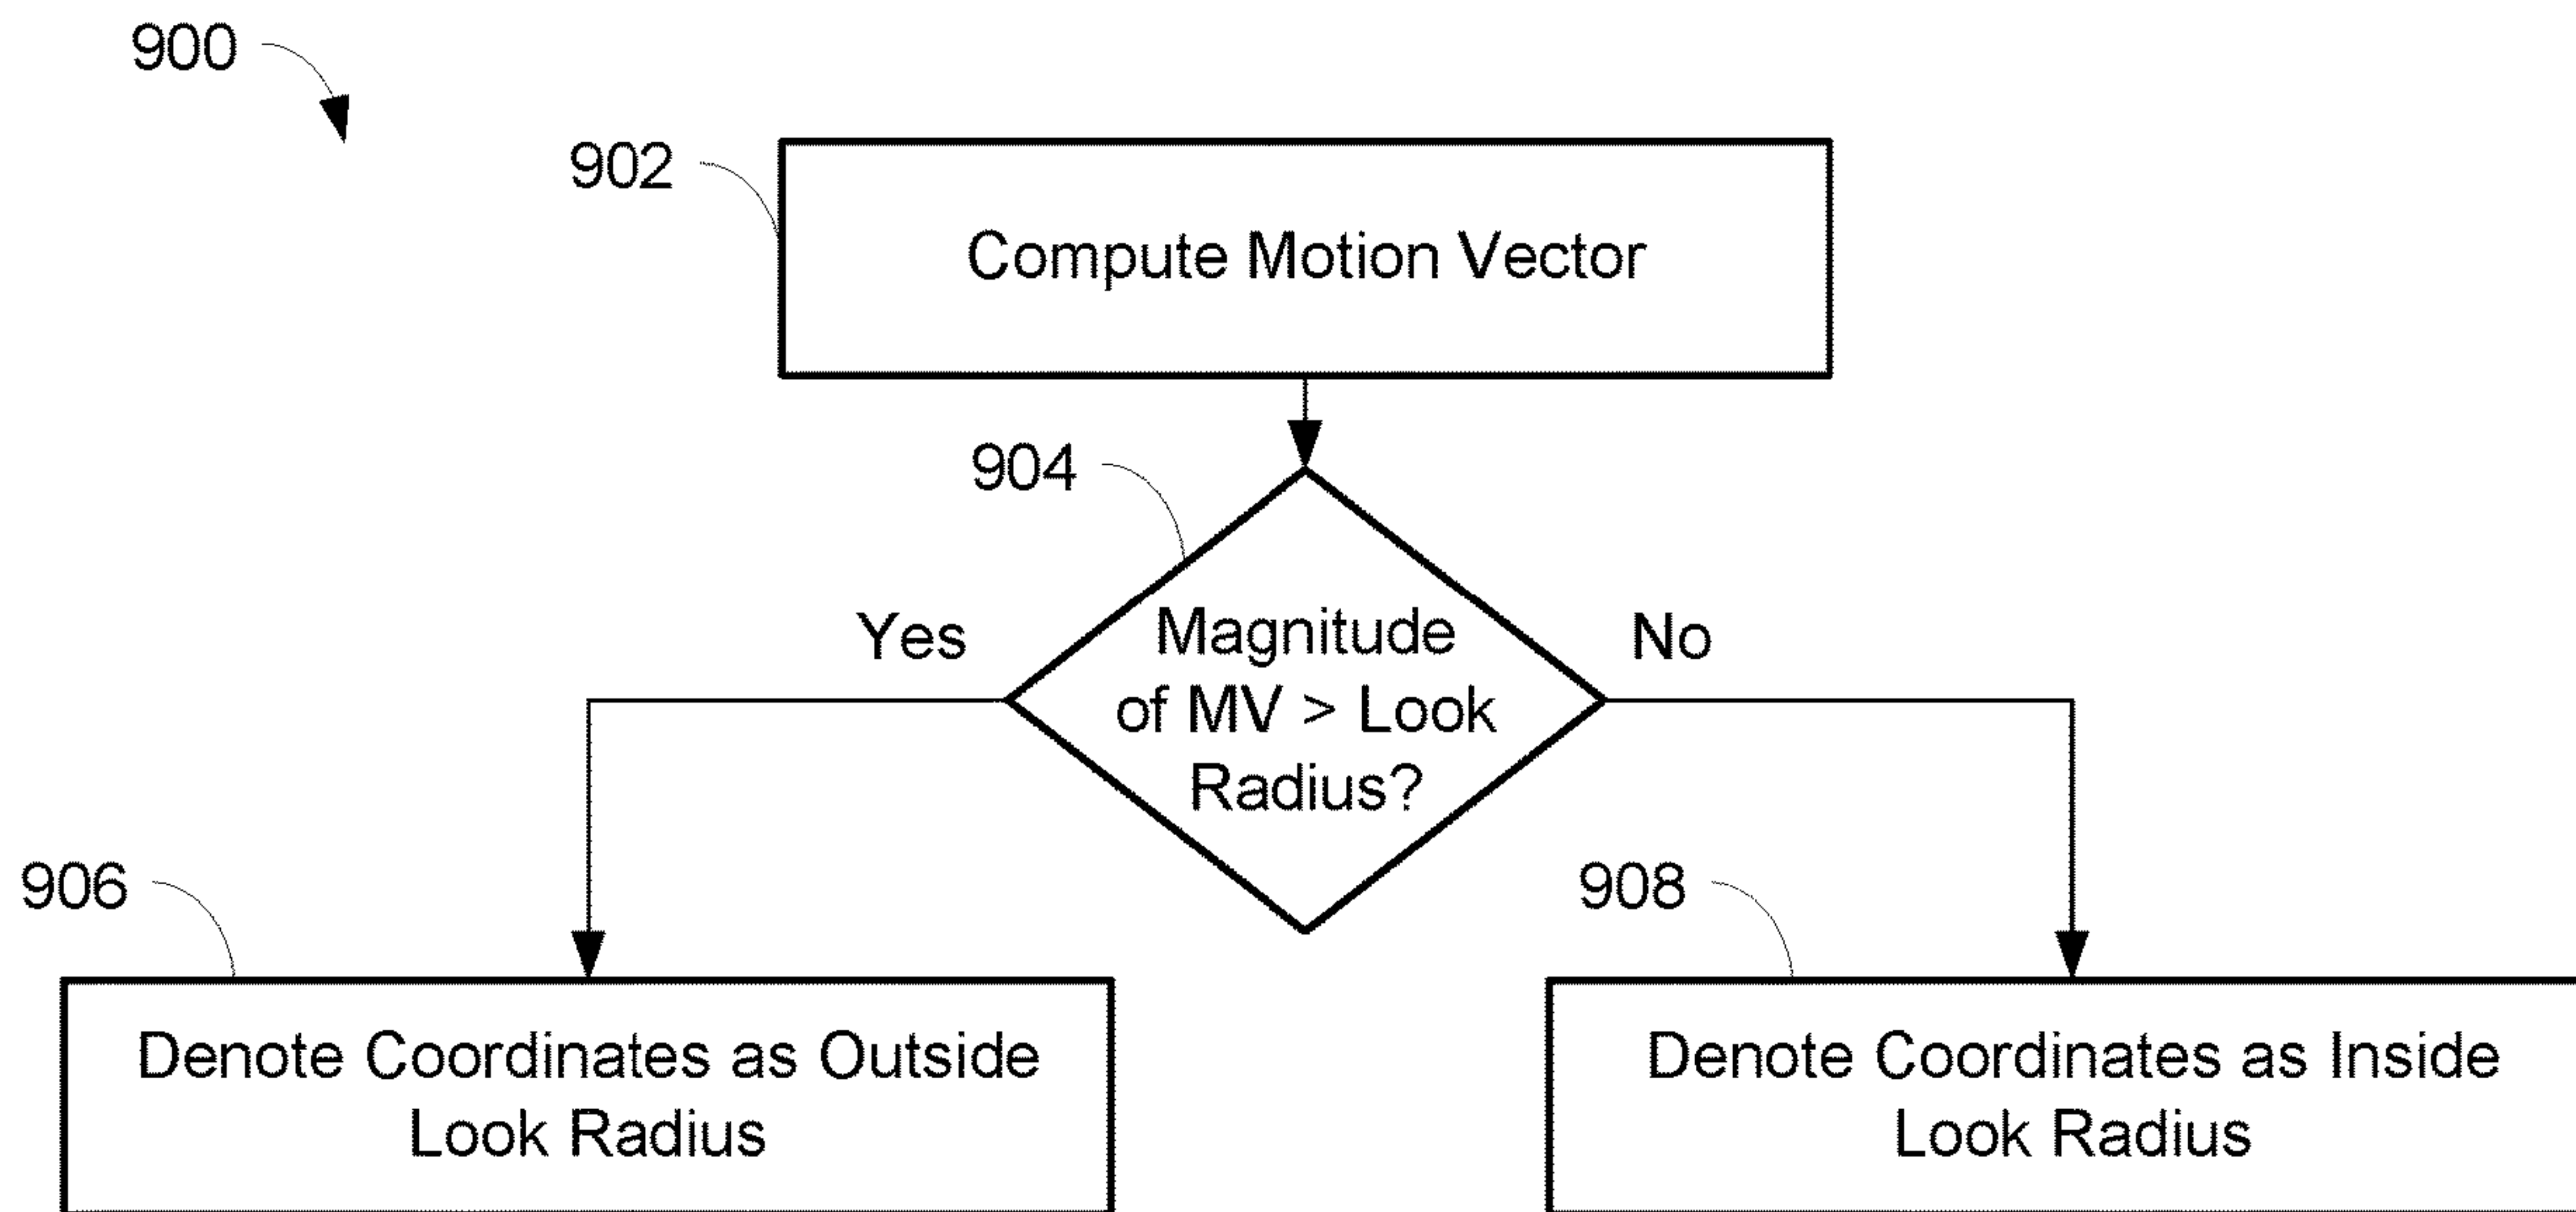 900
902
Compute Motion Vector
904
Yes
Magnitude
of MV > Look
Radius?
No
906
Denote Coordinates as Outside
Look Radius
908
Denote Coordinates as Inside
Look Radius